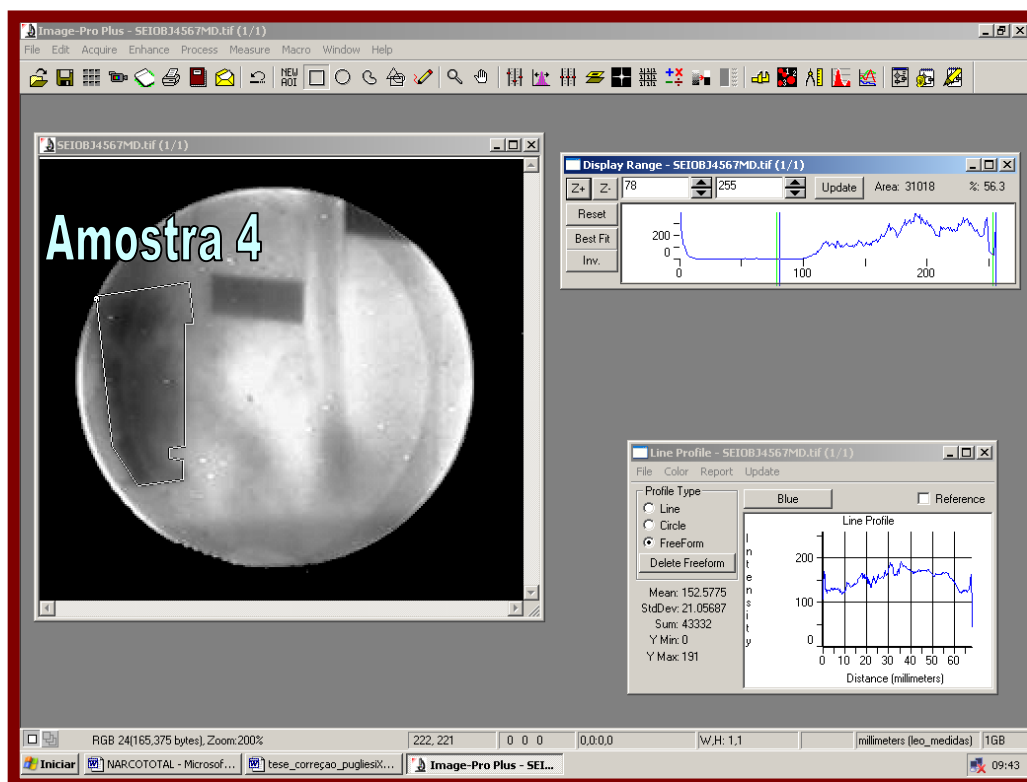 Image-Pro Plus - SEIOBJ4567MD.tif (1/1)
File Edit Acquire Enhance Process Measure Macro Window Help
NEW AOI
SEIOBJ4567MD.tif (1/1)
Amostra 4
Display Range - SEIOBJ4567MD.tif (1/1)
Z+ Z- 78 255 Update Area: 31018 %: 56.3
Reset
Best Fit
Inv.
200
0
0 100 200
Line Profile - SEIOBJ4567MD.tif (1/1)
File Color Report Update
Profile Type
Line
Circle
FreeForm
Delete Freeform
Mean: 152.5775
StdDev: 21.05687
Sum: 43332
Y Min: 0
Y Max: 191
Blue Reference
Line Profile
Intensity
200
100
0
0 10 20 30 40 50 60
Distance (millimeters)
RGB 24(165,375 bytes), Zoom:200% 222, 221 0 0 0 0,0:0,0 W,H: 1,1 millimeters (leo_medidas) 1GB
Iniciar NARCOTOTAL - Microsof... tese_correçao_pugliesiX... Image-Pro Plus - SEI... 09:43